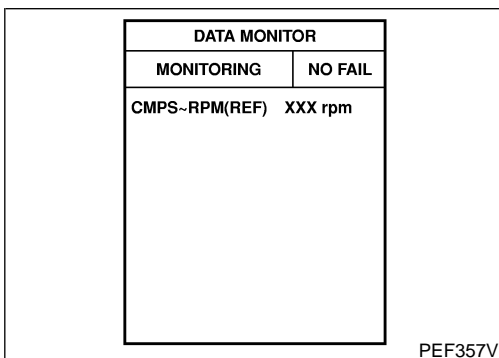 DATA MONITOR
MONITORING NO FAIL
CMPS~RPM(REF) XXX rpm
PEF357V